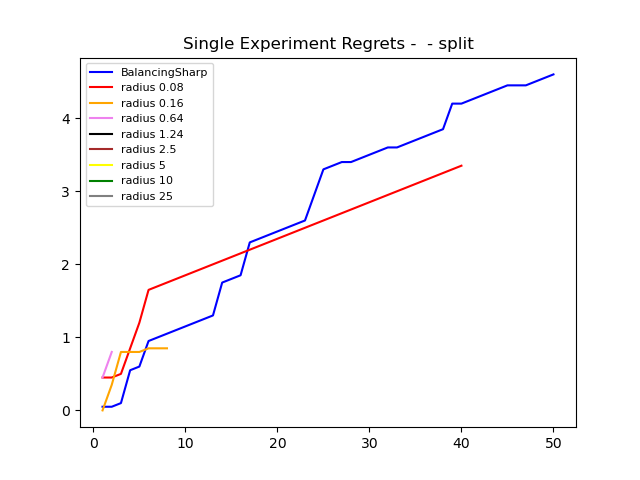 Single Experiment Regrets -  - split
BalancingSharp
radius 0.08
radius 0.16
radius 0.64
radius 1.24
radius 2.5
radius 5
radius 10
radius 25
4
3
2
1
0
0 10 20 30 40 50